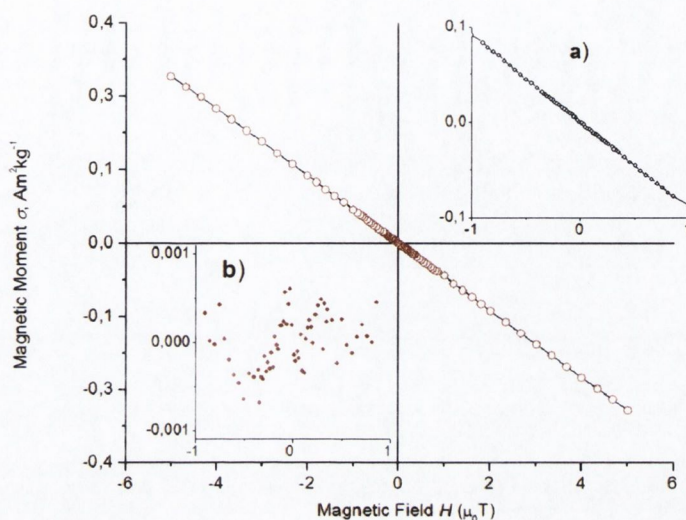 0,4
0,3
0,1
0,0
-0,1
-0,3
-0,4
Magnetic Moment σ, Am²kg⁻¹
a)
0,1
0,0
-0,1
-1 0 1
b)
0,001
0,000
-0,001
-1 0 1
-6 -4 -2 0 2 4 6
Magnetic Field H (μ₀T)